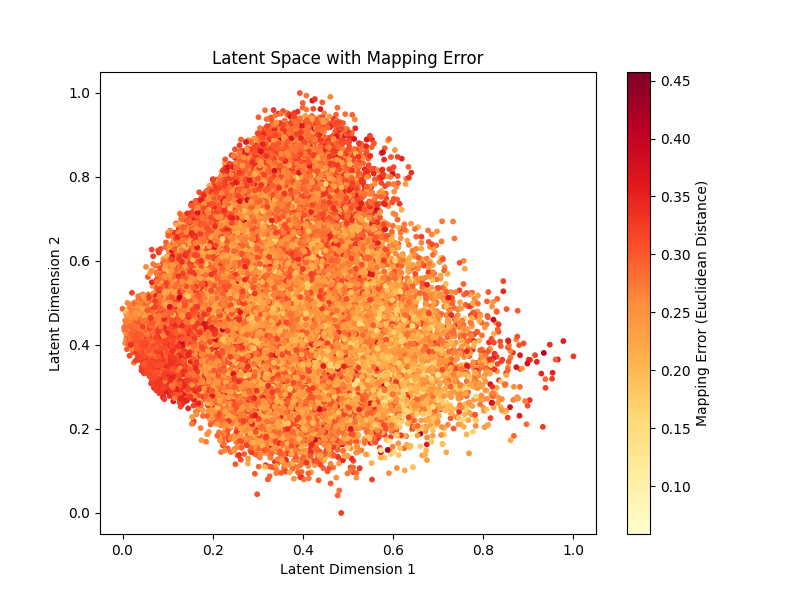 Latent Space with Mapping Error
1.0
0.8
0.6
0.4
0.2
0.0
Latent Dimension 2
0.0 0.2 0.4 0.6 0.8 1.0
Latent Dimension 1
0.45
0.40
0.35
0.30
0.25
0.20
0.15
0.10
Mapping Error (Euclidean Distance)